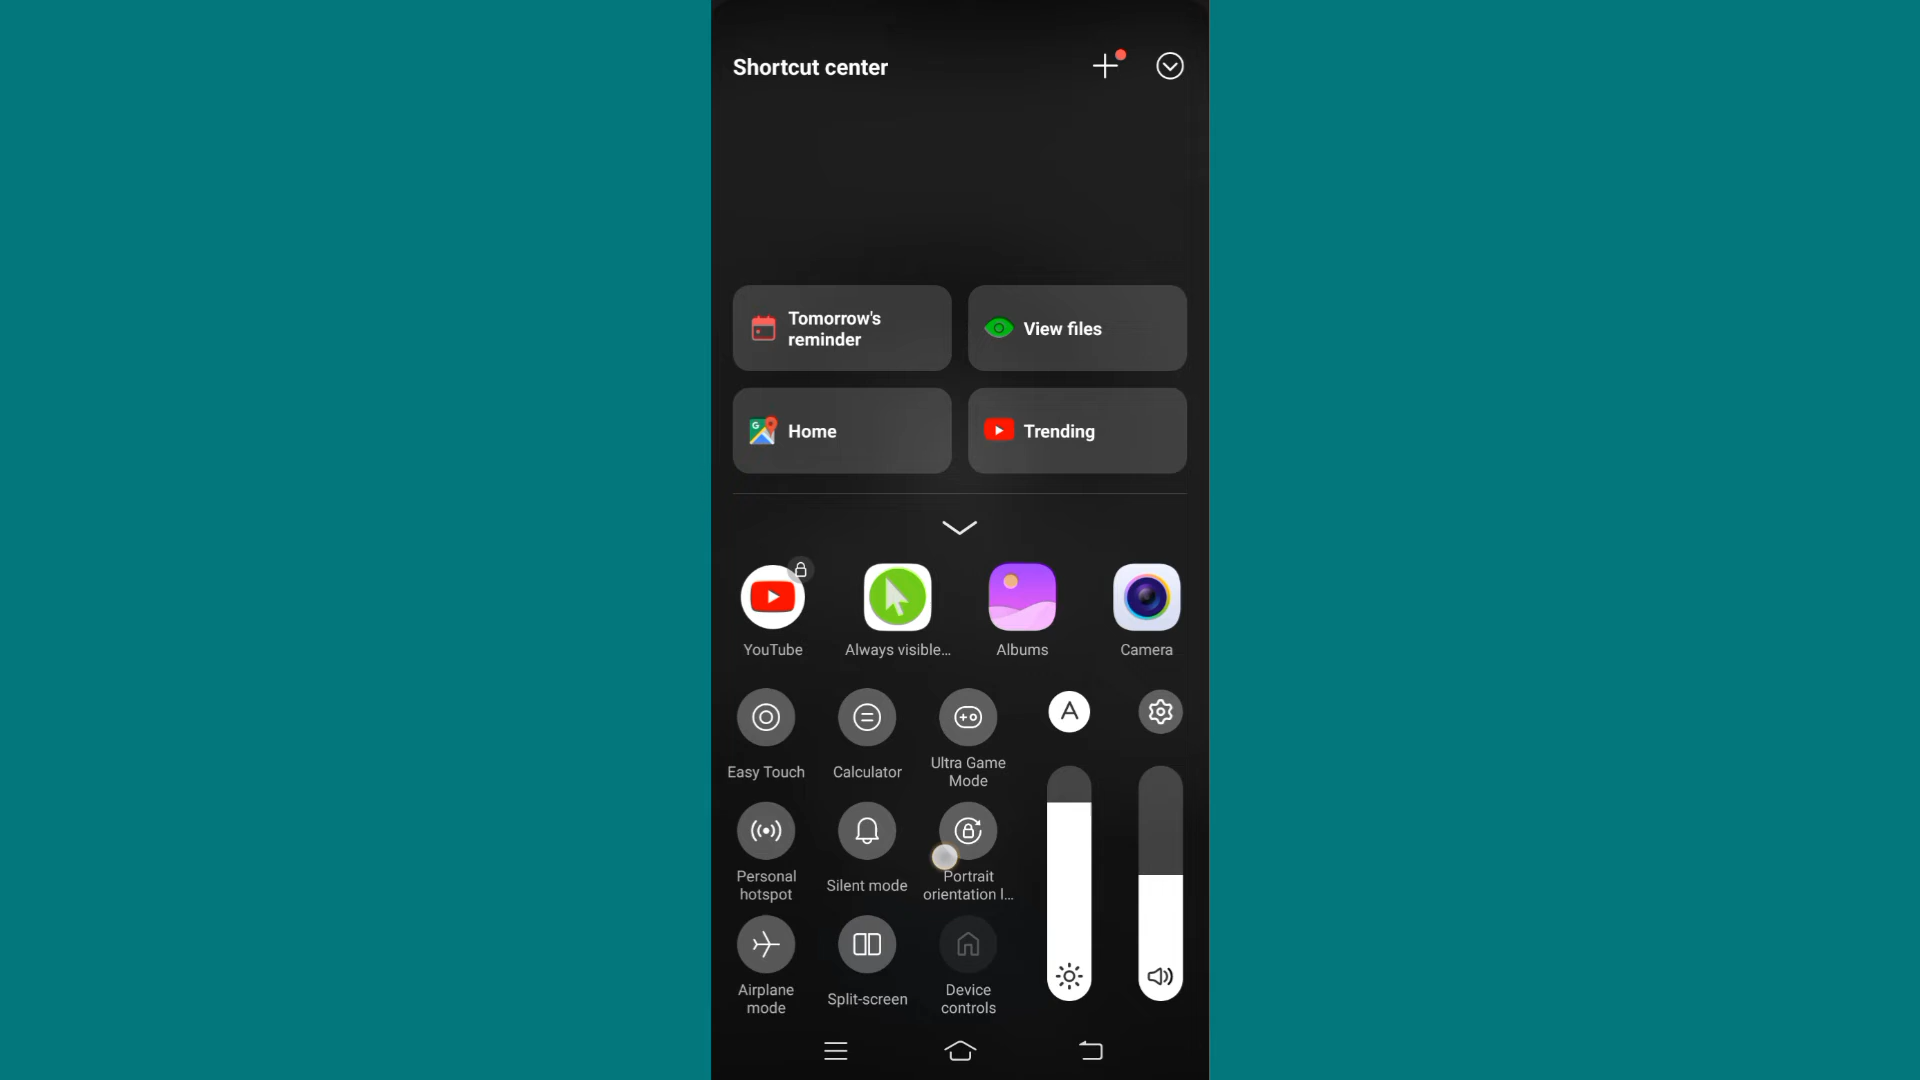 Shortcut center
Tomorrow's
reminder
View files
Home
Trending
YouTube
Always visible...
Albums
Camera
Easy Touch
Calculator
Ultra Game
Mode
A
Personal
hotspot
Silent mode
Portrait
orientation l...
Airplane
mode
Split-screen
Device
controls